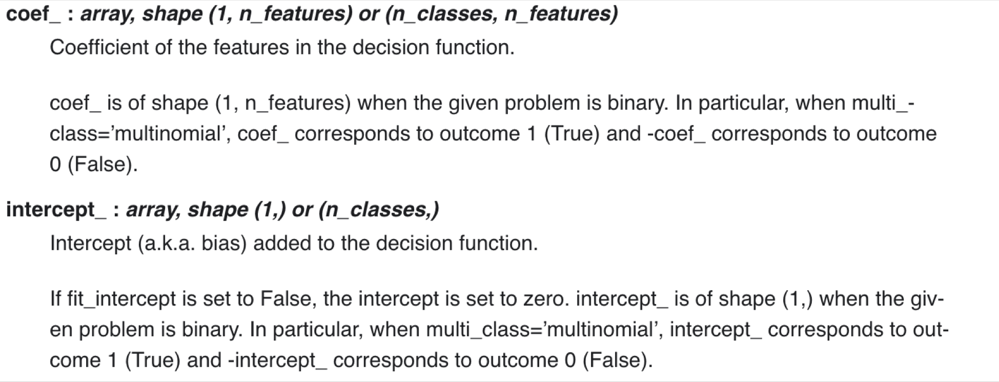 coef_ : array, shape (1, n_features) or (n_classes, n_features)
Coefficient of the features in the decision function.
coef_ is of shape (1, n_features) when the given problem is binary. In particular, when multi_-
class=’multinomial’, coef_ corresponds to outcome 1 (True) and -coef_ corresponds to outcome
0 (False).
intercept_ : array, shape (1,) or (n_classes,)
Intercept (a.k.a. bias) added to the decision function.
If fit_intercept is set to False, the intercept is set to zero. intercept_ is of shape (1,) when the giv-
en problem is binary. In particular, when multi_class=’multinomial’, intercept_ corresponds to out-
come 1 (True) and -intercept_ corresponds to outcome 0 (False).